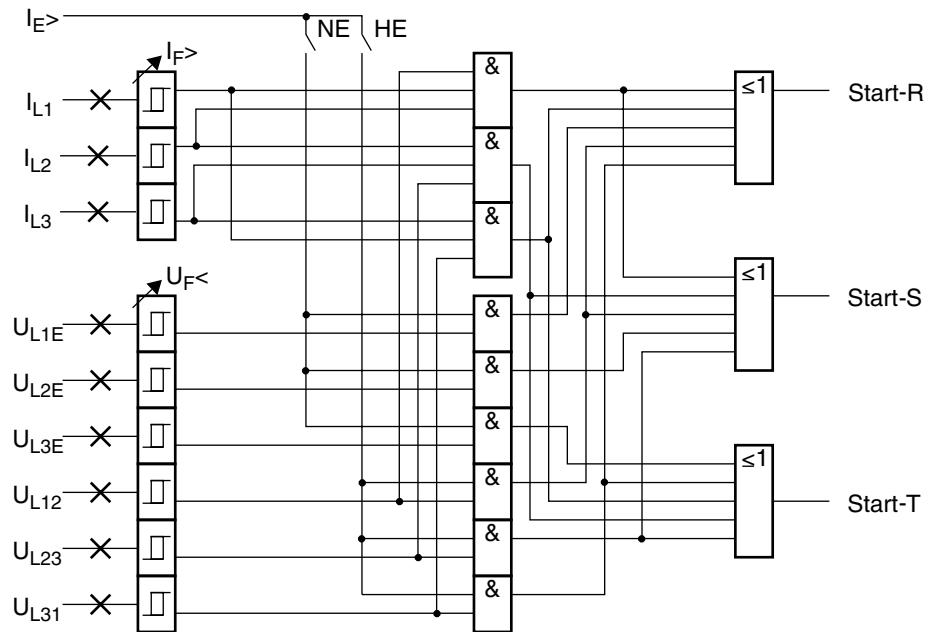 IE>
NE HE
IF>
IL1
IL2
IL3
& ≤1 Start-R
&
&
UF<
UL1E
UL2E
UL3E
UL12
UL23
UL31
&
&
&
&
&
&
≤1 Start-S
≤1 Start-T